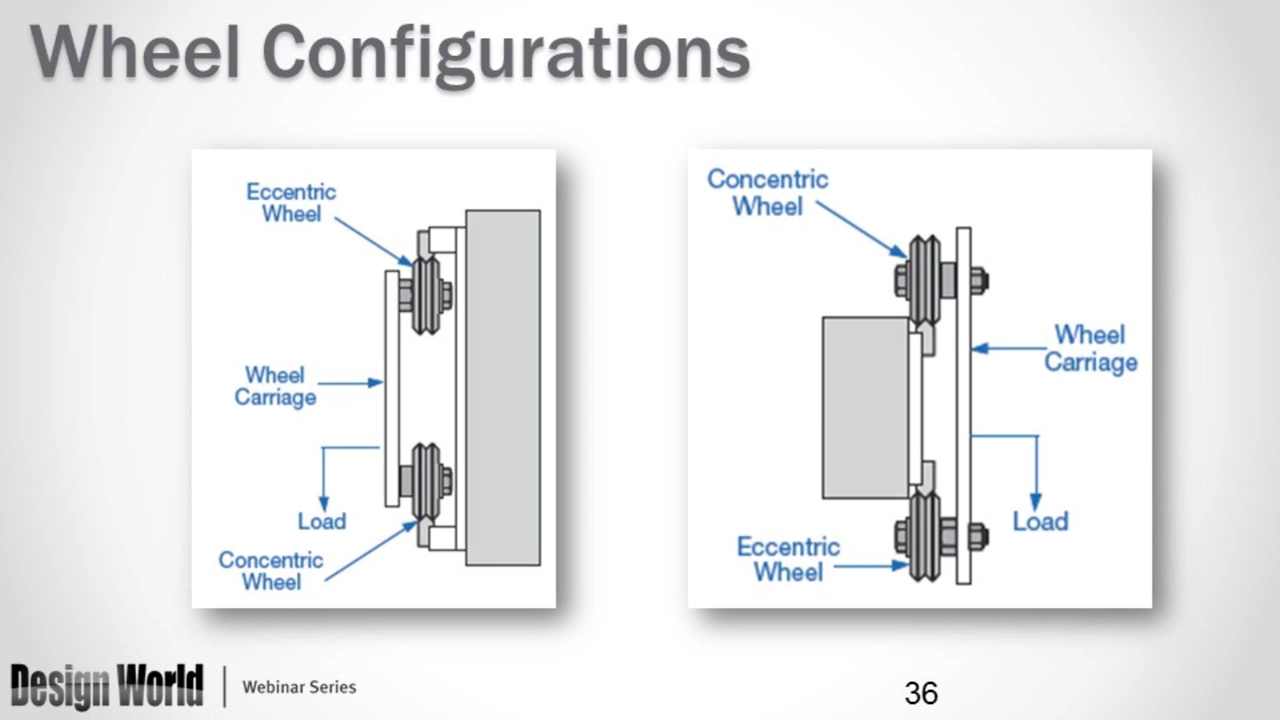 Wheel Configurations
Eccentric
Wheel
Wheel
Carriage
Load
Concentric
Wheel
Concentric
Wheel
Wheel
Carriage
Load
Eccentric
Wheel
Design World
Webinar Series
36